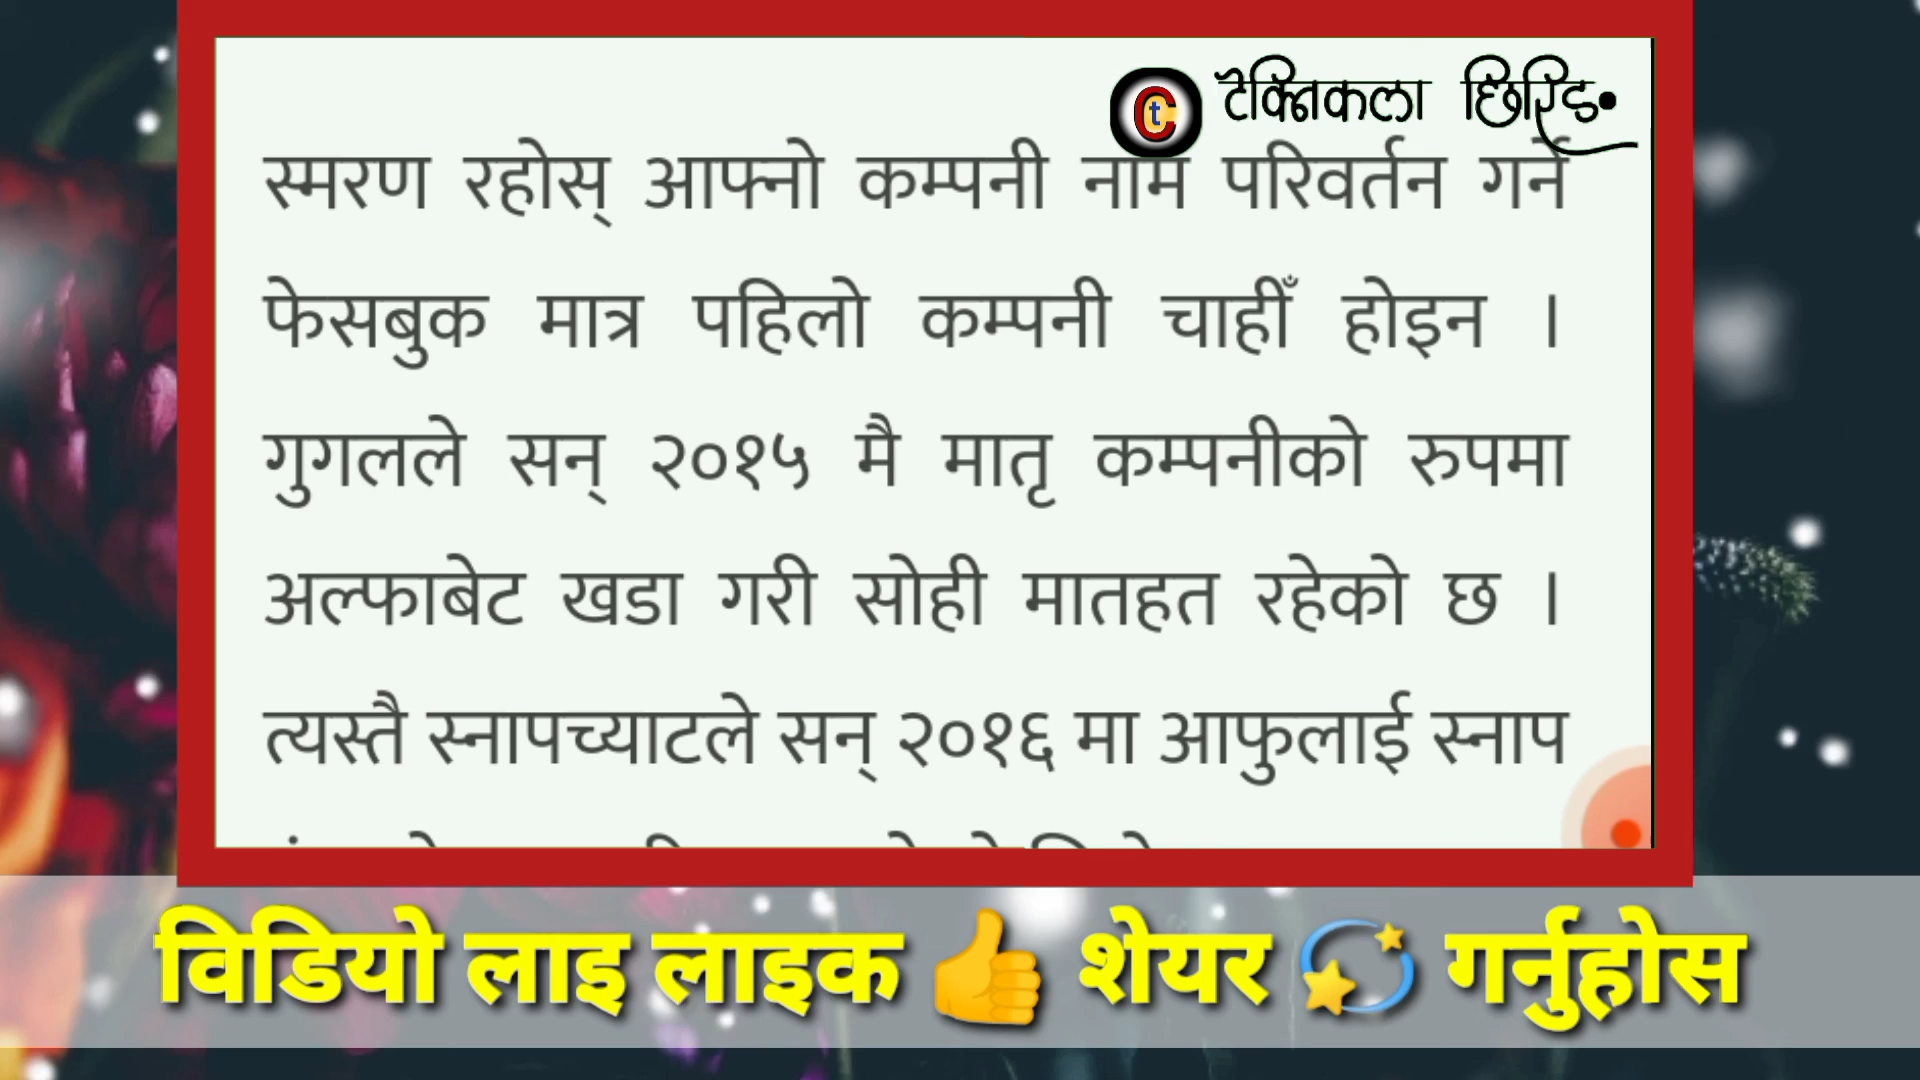 टेक्निकला छिरिङ
स्मरण रहोस् आफ्नो कम्पनी नाम परिवर्तन गर्ने
फेसबुक मात्र पहिलो कम्पनी चाहीँ होइन ।
गुगलले सन् २०१५ मै मातृ कम्पनीको रुपमा
अल्फाबेट खडा गरी सोही मातहत रहेको छ ।
त्यस्तै स्नापच्याटले सन् २०१६ मा आफुलाई स्नाप
विडियो लाइ लाइक 👍 शेयर 💫 गर्नुहोस